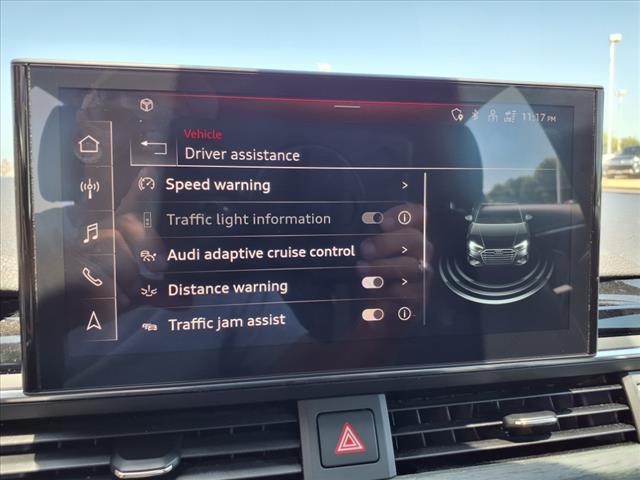 11:17 PM
Vehicle
Driver assistance
Speed warning
Traffic light information
Audi adaptive cruise control
Distance warning
Traffic jam assist